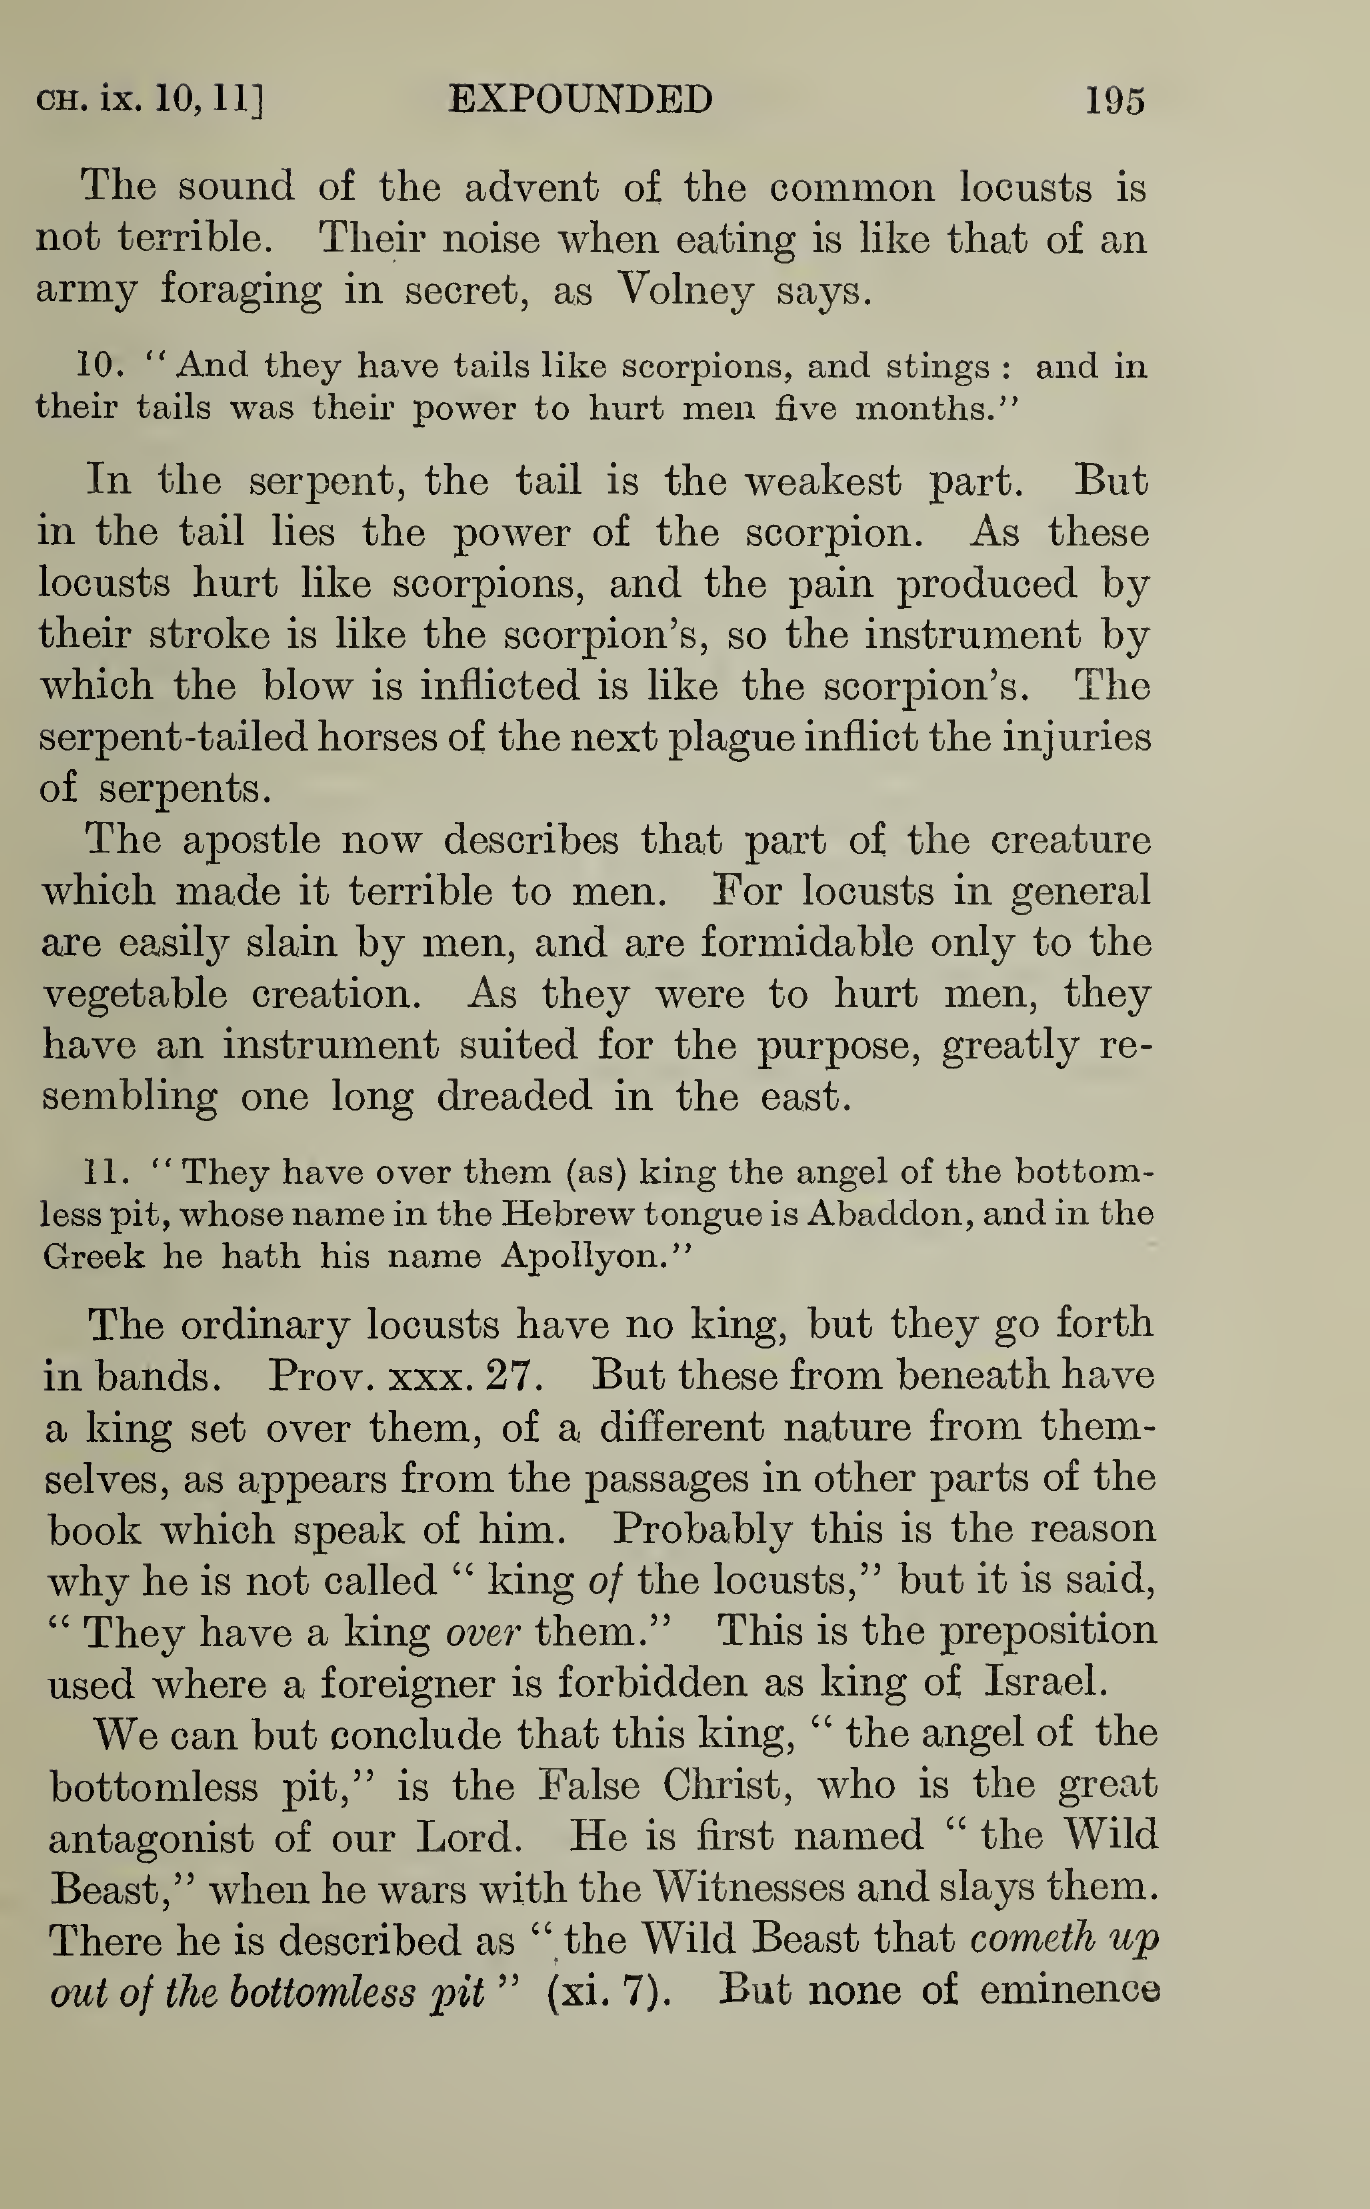 CH. ix. 10, 11] EXPOUNDED 195
The sound of the advent of the common locusts is
not terrible. Their noise when eating is like that of an
army foraging in secret, as Volney says.
10. “And they have tails like scorpions, and stings : and in
their tails was their power to hurt men five months.”
In the serpent, the tail is the weakest part. But
in the tail lies the power of the scorpion. As these
locusts hurt like scorpions, and the pain produced by
their stroke is like the scorpion’s, so the instrument by
which the blow is inflicted is like the scorpion’s. The
serpent-tailed horses of the next plague inflict the injuries
of serpents.
The apostle now describes that part of the creature
which made it terrible to men. For locusts in general
are easily slain by men, and are formidable only to the
vegetable creation. As they were to hurt men, they
have an instrument suited for the purpose, greatly re-
sembling one long dreaded in the east.
11. “They have over them (as) king the angel of the bottom-
less pit, whose name in the Hebrew tongue is Abaddon, and in the
Greek he hath his name Apollyon.”
The ordinary locusts have no king, but they go forth
in bands. Prov. xxx. 27. But these from beneath have
a king set over them, of a different nature from them-
selves, as appears from the passages in other parts of the
book which speak of him. Probably this is the reason
why he is not called “ king of the locusts,” but it is said,
“ They have a king over them.” This is the preposition
used where a foreigner is forbidden as king of Israel.
We can but conclude that this king, “ the angel of the
bottomless pit,” is the False Christ, who is the great
antagonist of our Lord. He is first named “ the Wild
Beast,” when he wars with the Witnesses and slays them.
There he is described as “ the Wild Beast that cometh up
out of the bottomless pit ” (xi. 7). But none of eminence